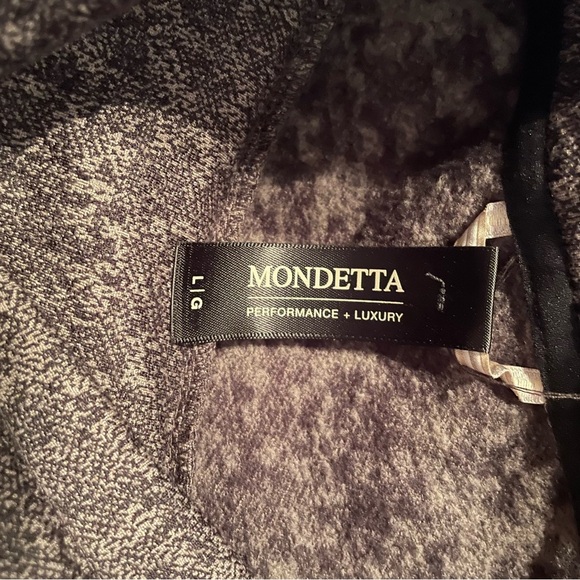 MONDETTA
PERFORMANCE + LUXURY
L|G